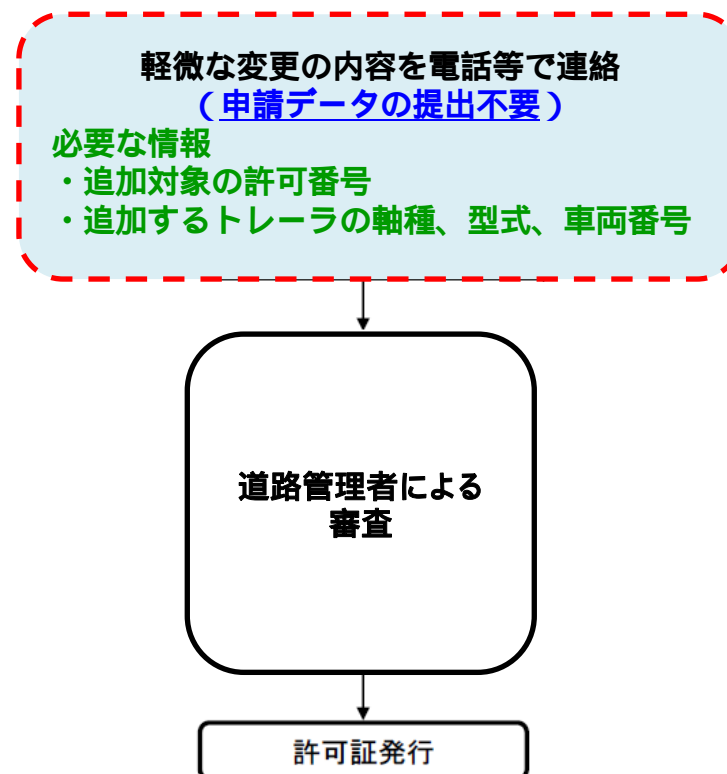 軽微な変更の内容を電話等で連絡
（申請データの提出不要）
必要な情報
・追加対象の許可番号
・追加するトレーラの軸種、型式、車両番号
道路管理者による
審査
許可証発行